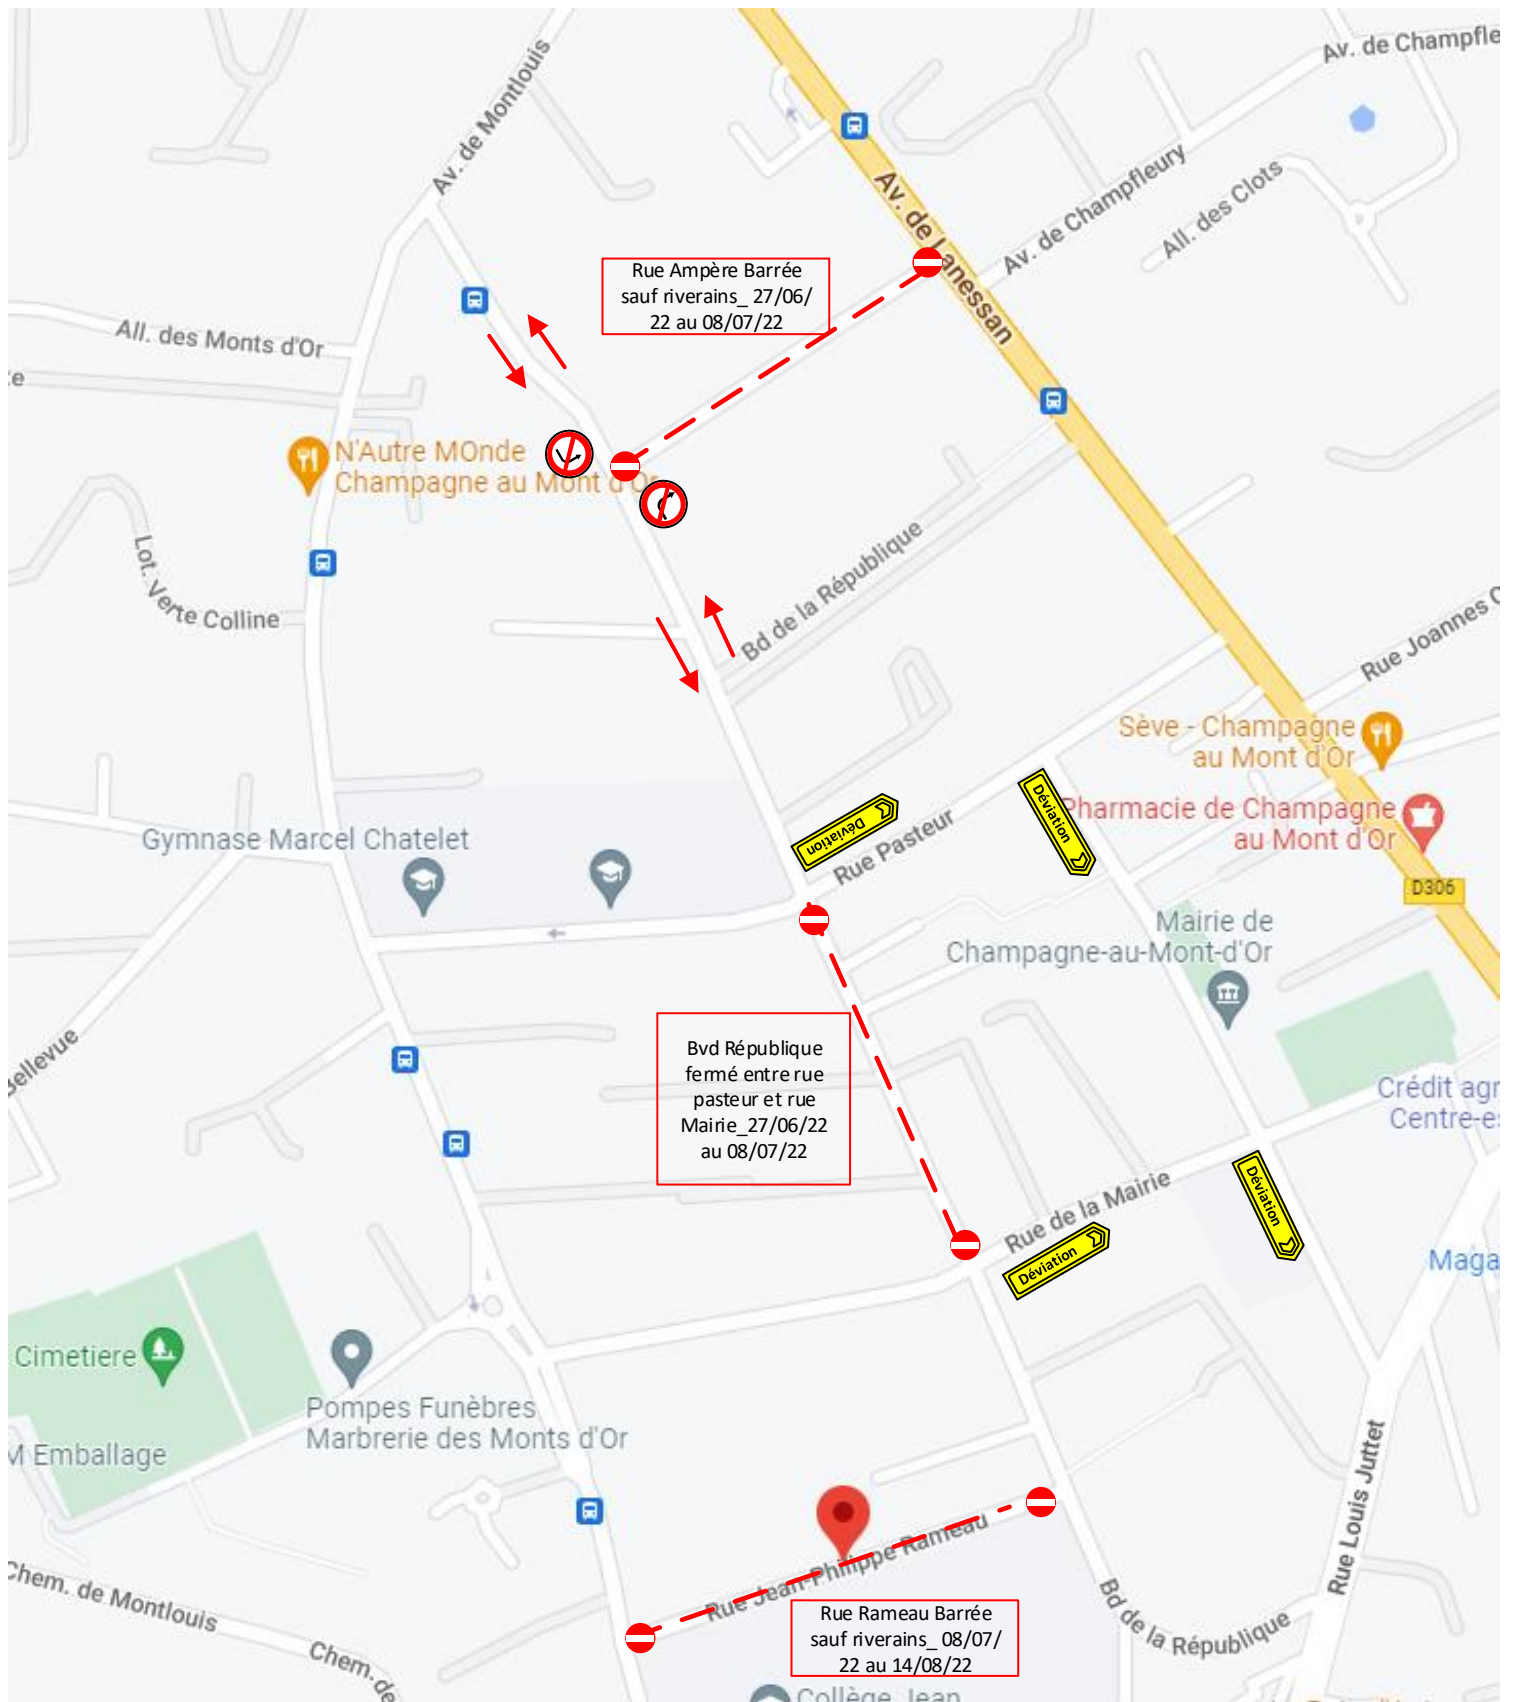 Av. de Champfle
Av. de Montlouis
Av. de Lanessan
Av. de Champfleury
All. des Clots
Rue Ampère Barrée
sauf riverains_ 27/06/
22 au 08/07/22
All. des Monts d'Or
te
N'Autre MOnde
Champagne au Mont d'Or
Lot. Verte Colline
Bd de la République
Rue Joannes C
Sève - Champagne
au Mont d'Or
Déviation
Déviation
Pharmacie de Champagne
au Mont d'Or
Rue Pasteur
Gymnase Marcel Chatelet
D306
Mairie de
Champagne-au-Mont-d'Or
Bellevue
Bvd République
fermé entre rue
pasteur et rue
Mairie_27/06/22
au 08/07/22
Crédit agr
Centre-es
Rue de la Mairie
Déviation
Déviation
Maga
Cimetiere
Pompes Funèbres
Marbrerie des Monts d'Or
M Emballage
Rue Louis Juttet
Rue Jean-Philippe Rameau
Chem. de Montlouis
Chem. de
Bd de la République
Rue Rameau Barrée
sauf riverains_ 08/07/
22 au 14/08/22
Collège Jean